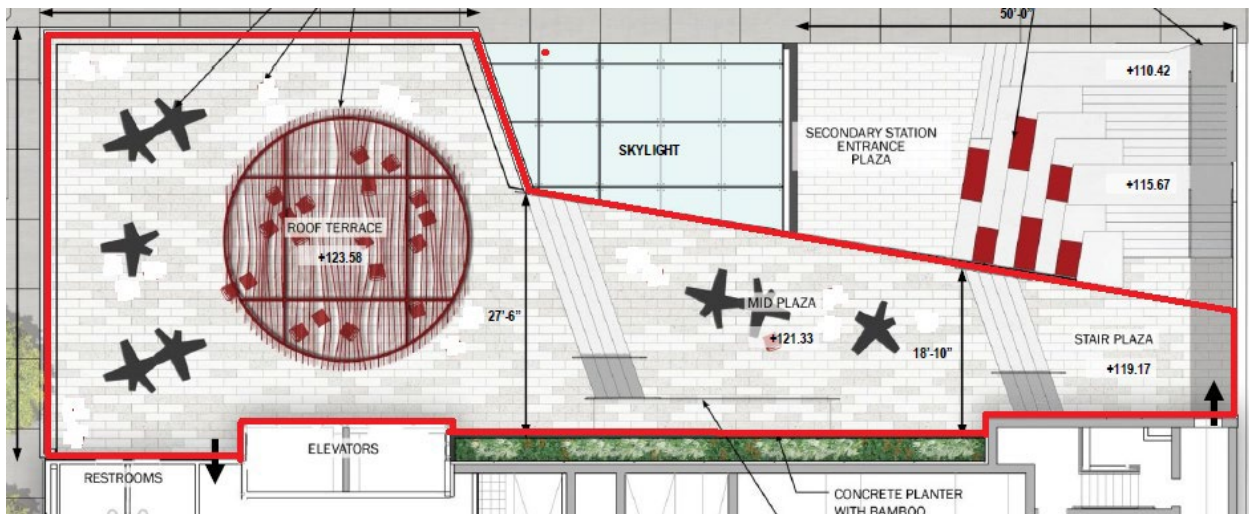 50'-0"
+110.42
SKYLIGHT
SECONDARY STATION
ENTRANCE
PLAZA
+115.67
ROOF TERRACE
+123.58
27'-6"
MID PLAZA
+121.33
18'-10"
STAIR PLAZA
+119.17
ELEVATORS
RESTROOMS
CONCRETE PLANTER
WITH BAMBOO